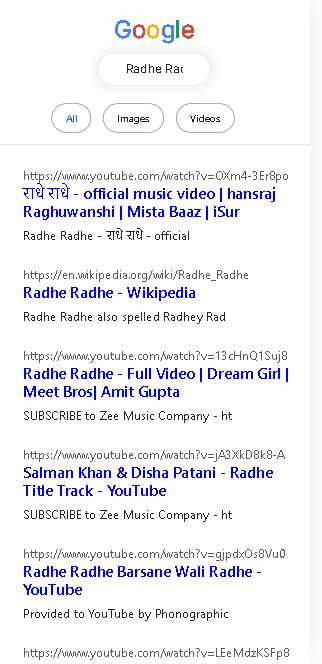 Google
Radhe Rad
All
Images
Videos
https://www.youtube.com/watch?v=OXm4-3Er8po
राधे राधे - official music video | hansraj
Raghuwanshi | Mista Baaz | iSur
Radhe Radhe - राधे राधे - official
https://en.wikipedia.org/wiki/Radhe_Radhe
Radhe Radhe - Wikipedia
Radhe Radhe also spelled Radhey Rad
https://www.youtube.com/watch?v=13cHnQ1Suj8
Radhe Radhe - Full Video | Dream Girl |
Meet Bros| Amit Gupta
SUBSCRIBE to Zee Music Company - ht
https://www.youtube.com/watch?v=jA3XkD8k8-A
Salman Khan & Disha Patani - Radhe
Title Track - YouTube
SUBSCRIBE to Zee Music Company - ht
https://www.youtube.com/watch?v=gjpdxOs8Vu0
Radhe Radhe Barsane Wali Radhe -
YouTube
Provided to YouTube by Phonographic
https://www.youtube.com/watch?v=LEeMdzKSFp8